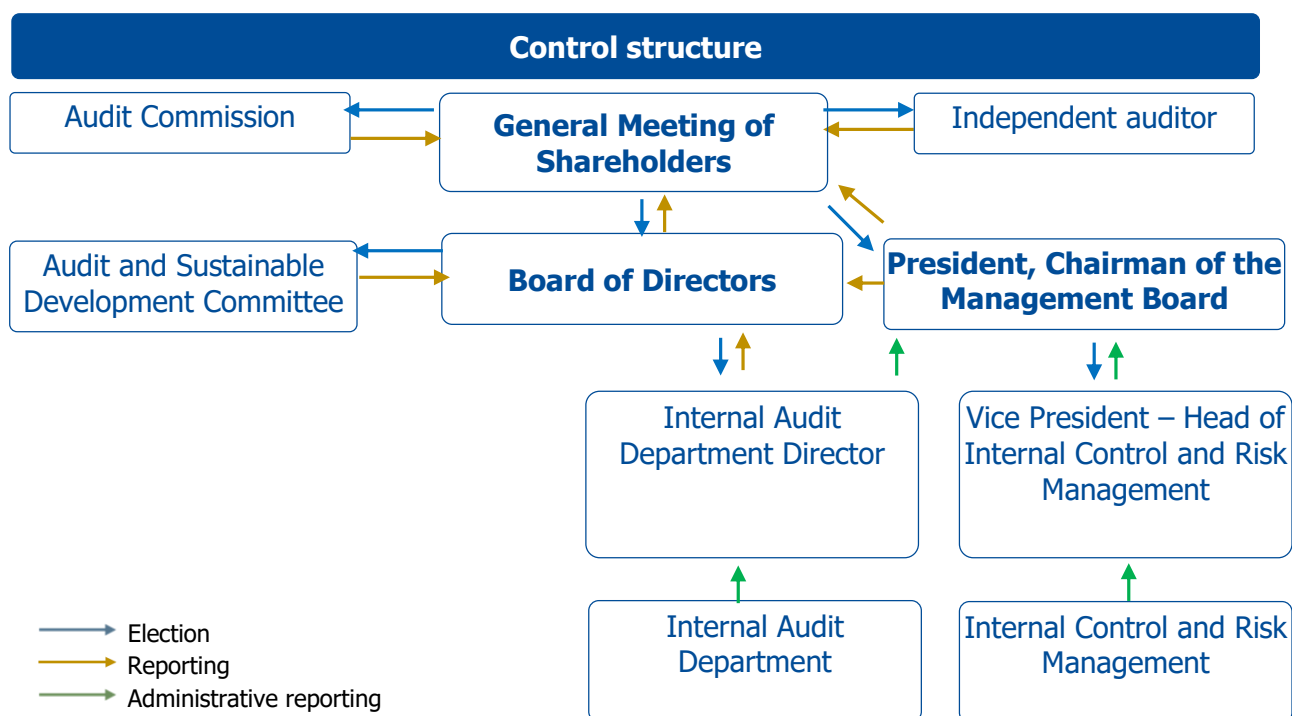 Control structure
Audit Commission
General Meeting of
Shareholders
Independent auditor
Audit and Sustainable
Development Committee
Board of Directors
President, Chairman of the
Management Board
Internal Audit
Department Director
Vice President – Head of
Internal Control and Risk
Management
Internal Audit
Department
Internal Control and Risk
Management
Election
Reporting
Administrative reporting